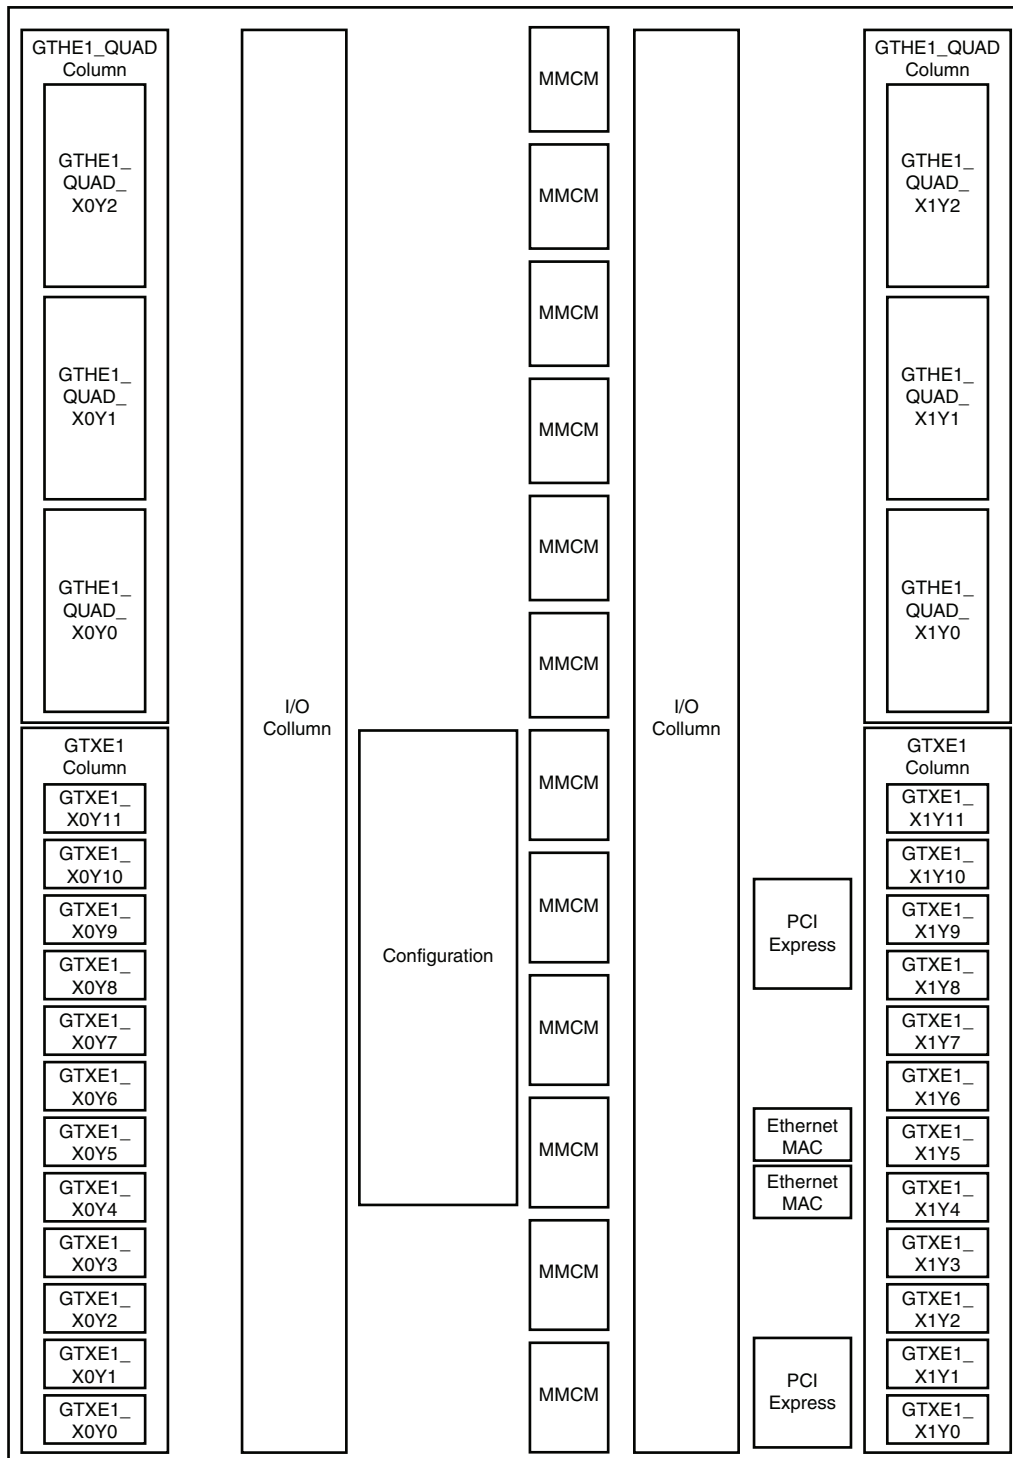 GTHE1_QUAD
Column
GTHE1_
QUAD_
X0Y2
GTHE1_
QUAD_
X0Y1
GTHE1_
QUAD_
X0Y0
GTXE1
Column
GTXE1_
X0Y11
GTXE1_
X0Y10
GTXE1_
X0Y9
GTXE1_
X0Y8
GTXE1_
X0Y7
GTXE1_
X0Y6
GTXE1_
X0Y5
GTXE1_
X0Y4
GTXE1_
X0Y3
GTXE1_
X0Y2
GTXE1_
X0Y1
GTXE1_
X0Y0
I/O
Collumn
Configuration
MMCM
MMCM
MMCM
MMCM
MMCM
MMCM
MMCM
MMCM
MMCM
MMCM
MMCM
MMCM
I/O
Collumn
PCI
Express
Ethernet
MAC
Ethernet
MAC
PCI
Express
GTHE1_QUAD
Column
GTHE1_
QUAD_
X1Y2
GTHE1_
QUAD_
X1Y1
GTHE1_
QUAD_
X1Y0
GTXE1
Column
GTXE1_
X1Y11
GTXE1_
X1Y10
GTXE1_
X1Y9
GTXE1_
X1Y8
GTXE1_
X1Y7
GTXE1_
X1Y6
GTXE1_
X1Y5
GTXE1_
X1Y4
GTXE1_
X1Y3
GTXE1_
X1Y2
GTXE1_
X1Y1
GTXE1_
X1Y0